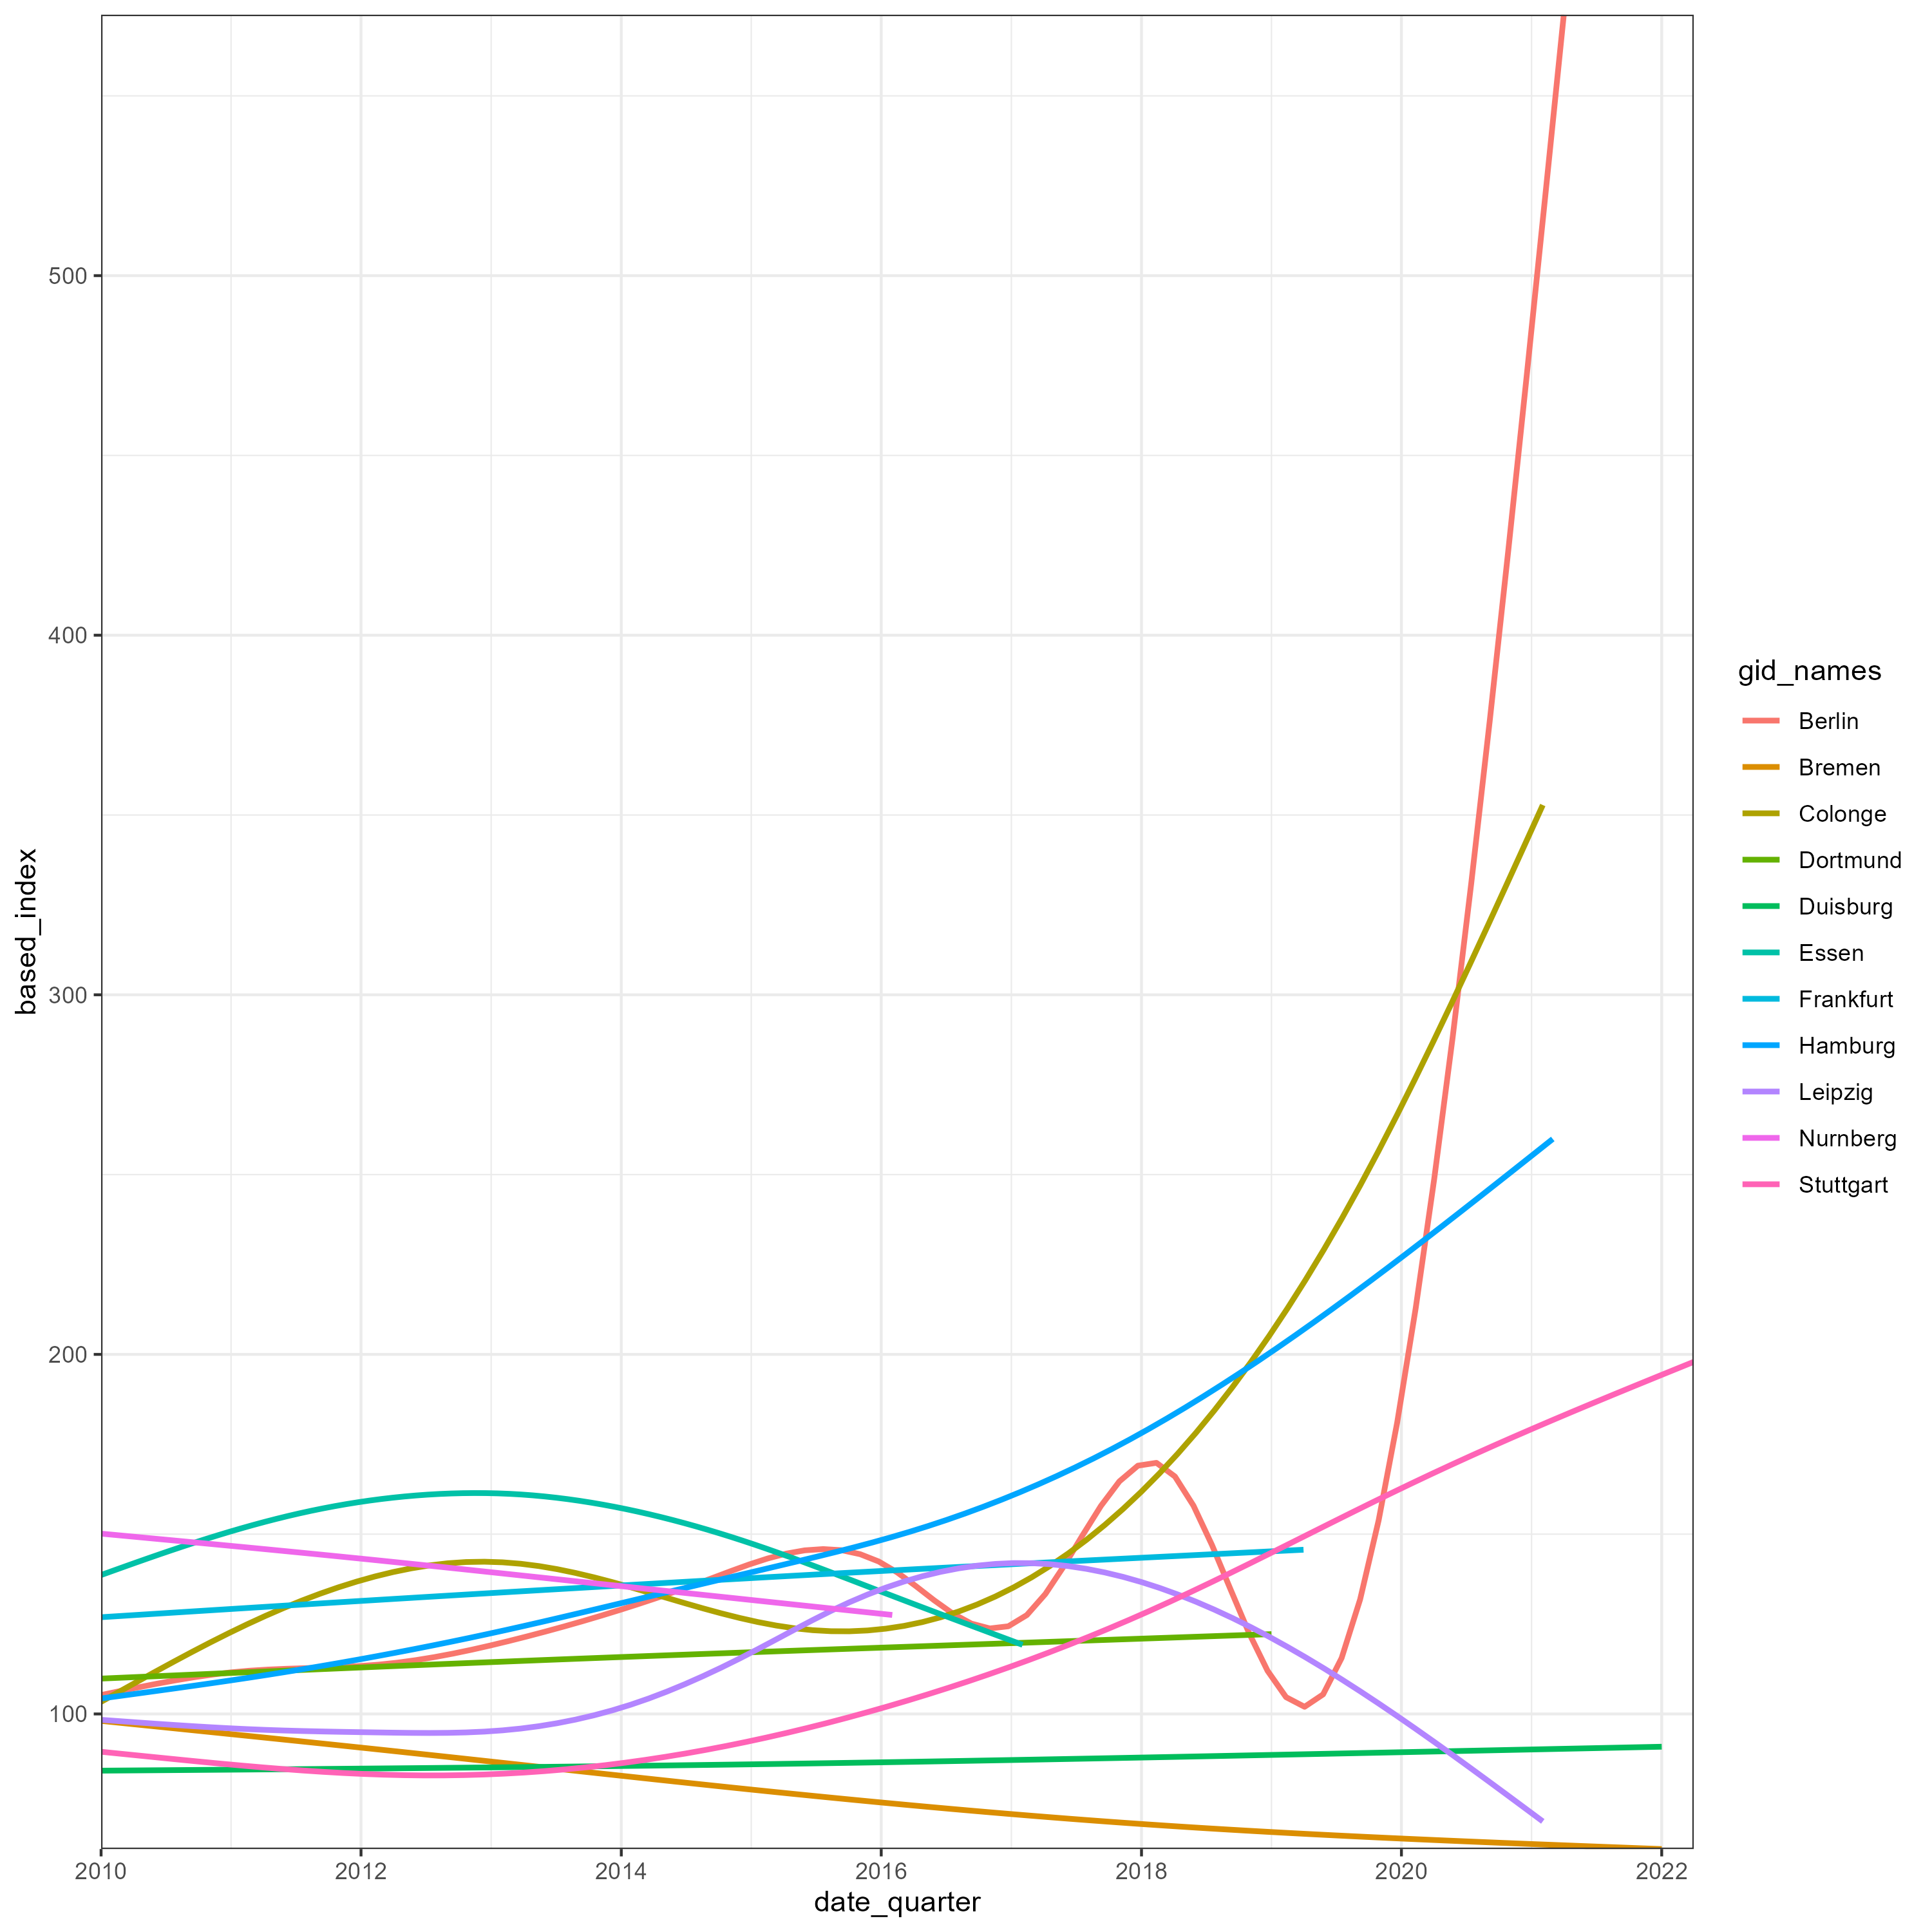 500
400
300
200
100
based_index
2010 2012 2014 2016 2018 2020 2022
date_quarter
gid_names
Berlin
Bremen
Colonge
Dortmund
Duisburg
Essen
Frankfurt
Hamburg
Leipzig
Nurnberg
Stuttgart